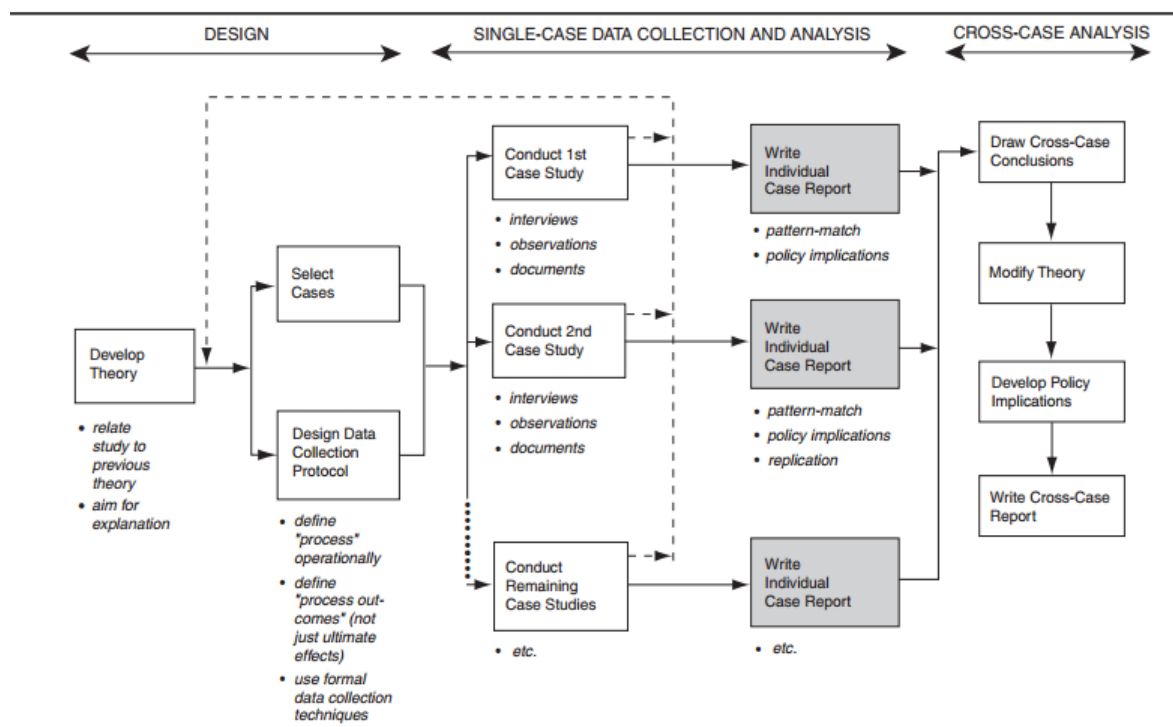 DESIGN
SINGLE-CASE DATA COLLECTION AND ANALYSIS
CROSS-CASE ANALYSIS
Develop
Theory
• relate
study to
previous
theory
• aim for
explanation
Select
Cases
Design Data
Collection
Protocol
• define
"process"
operationally
• define
"process out-
comes" (not
just ultimate
effects)
• use formal
data collection
techniques
Conduct 1st
Case Study
• interviews
• observations
• documents
Conduct 2nd
Case Study
• interviews
• observations
• documents
Conduct
Remaining
Case Studies
• etc.
Write
Individual
Case Report
• pattern-match
• policy implications
Write
Individual
Case Report
• pattern-match
• policy implications
• replication
Write
Individual
Case Report
• etc.
Draw Cross-Case
Conclusions
Modify Theory
Develop Policy
Implications
Write Cross-Case
Report